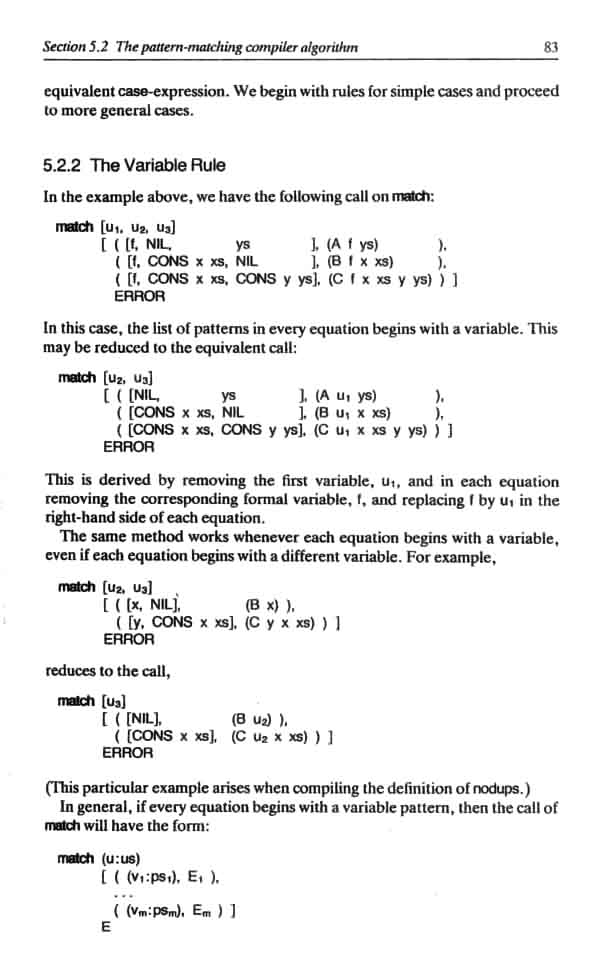 Section 5.2 The pattern-matching compiler algorithm 83
equivalent case-expression. We begin with rules for simple cases and proceed
to more general cases.
5.2.2 The Variable Rule
In the example above, we have the following call on match:
match [u₁, u₂, u₃]
[ ( [f, NIL, ys ], (A f ys) ),
( [f, CONS x xs, NIL ], (B f x xs) ),
( [f, CONS x xs, CONS y ys], (C f x xs y ys) ) ]
ERROR
In this case, the list of patterns in every equation begins with a variable. This
may be reduced to the equivalent call:
match [u₂, u₃]
[ ( [NIL, ys ], (A u₁ ys) ),
( [CONS x xs, NIL ], (B u₁ x xs) ),
( [CONS x xs, CONS y ys], (C u₁ x xs y ys) ) ]
ERROR
This is derived by removing the first variable, u₁, and in each equation
removing the corresponding formal variable, f, and replacing f by u₁ in the
right-hand side of each equation.
The same method works whenever each equation begins with a variable,
even if each equation begins with a different variable. For example,
match [u₂, u₃]
[ ( [x, NIL], (B x) ),
( [y, CONS x xs], (C y x xs) ) ]
ERROR
reduces to the call,
match [u₃]
[ ( [NIL], (B u₂) ),
( [CONS x xs], (C u₂ x xs) ) ]
ERROR
(This particular example arises when compiling the definition of nodups.)
In general, if every equation begins with a variable pattern, then the call of
match will have the form:
match (u:us)
[ ( (v₁:ps₁), E₁ ),
...
( (vₘ:psₘ), Eₘ ) ]
E